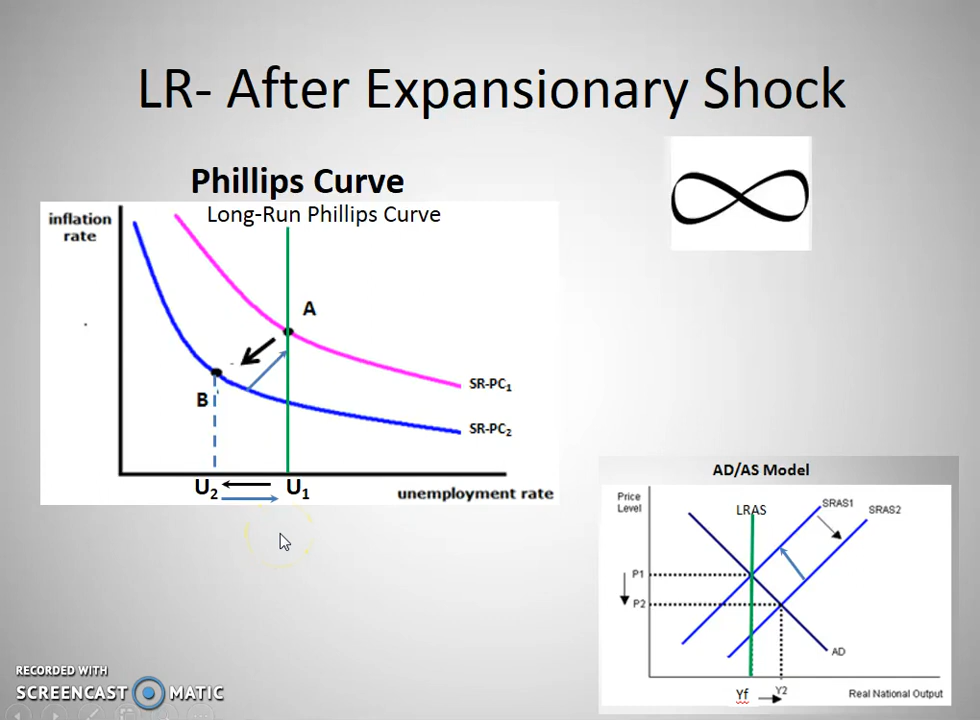 LR- After Expansionary Shock
Phillips Curve
Long-Run Phillips Curve
inflation
rate
A
B
SR-PC1
SR-PC2
U2
U1
unemployment rate
AD/AS Model
Price
Level
LRAS
SRAS1
SRAS2
P1
P2
AD
Yf
Y2
Real National Output
RECORDED WITH
SCREENCAST MATIC